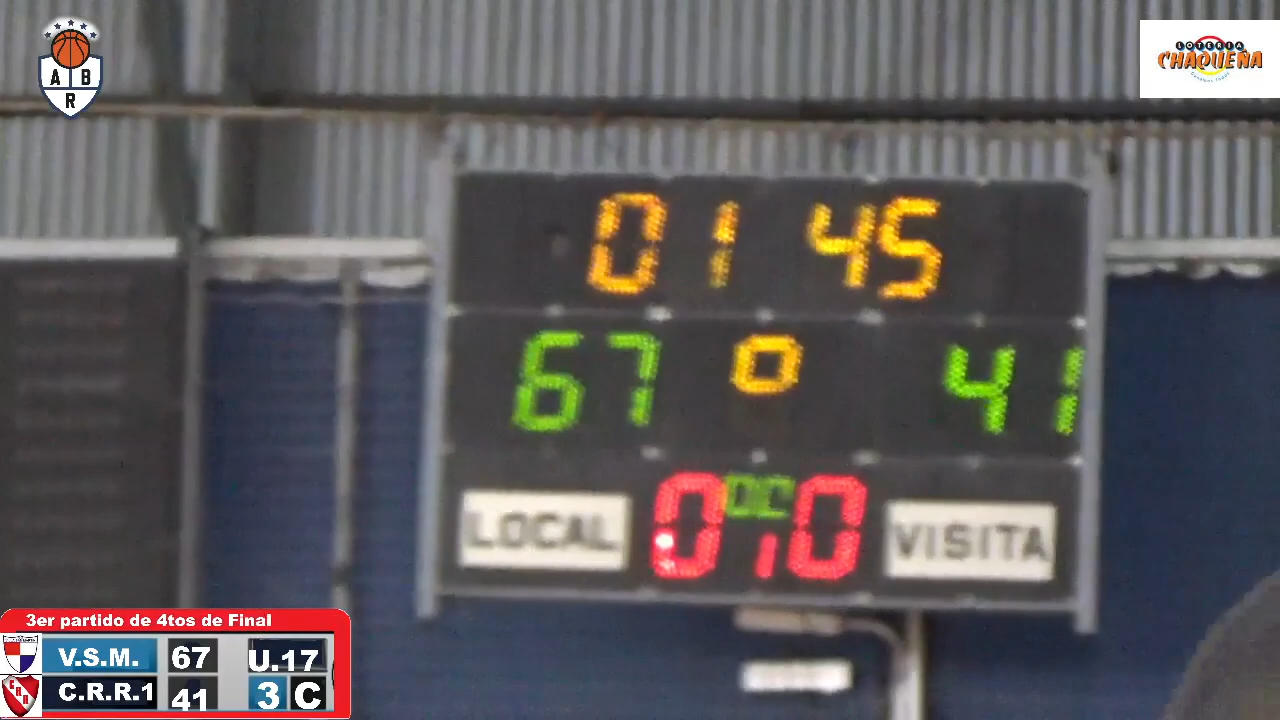 A B
R
LOTERIA
CHAQUEÑA
01 45
67 41
LOCAL 0 0 VISITA
3er partido de 4tos de Final
V.S.M. 67 U.17
C.R.R.1 41 3 C